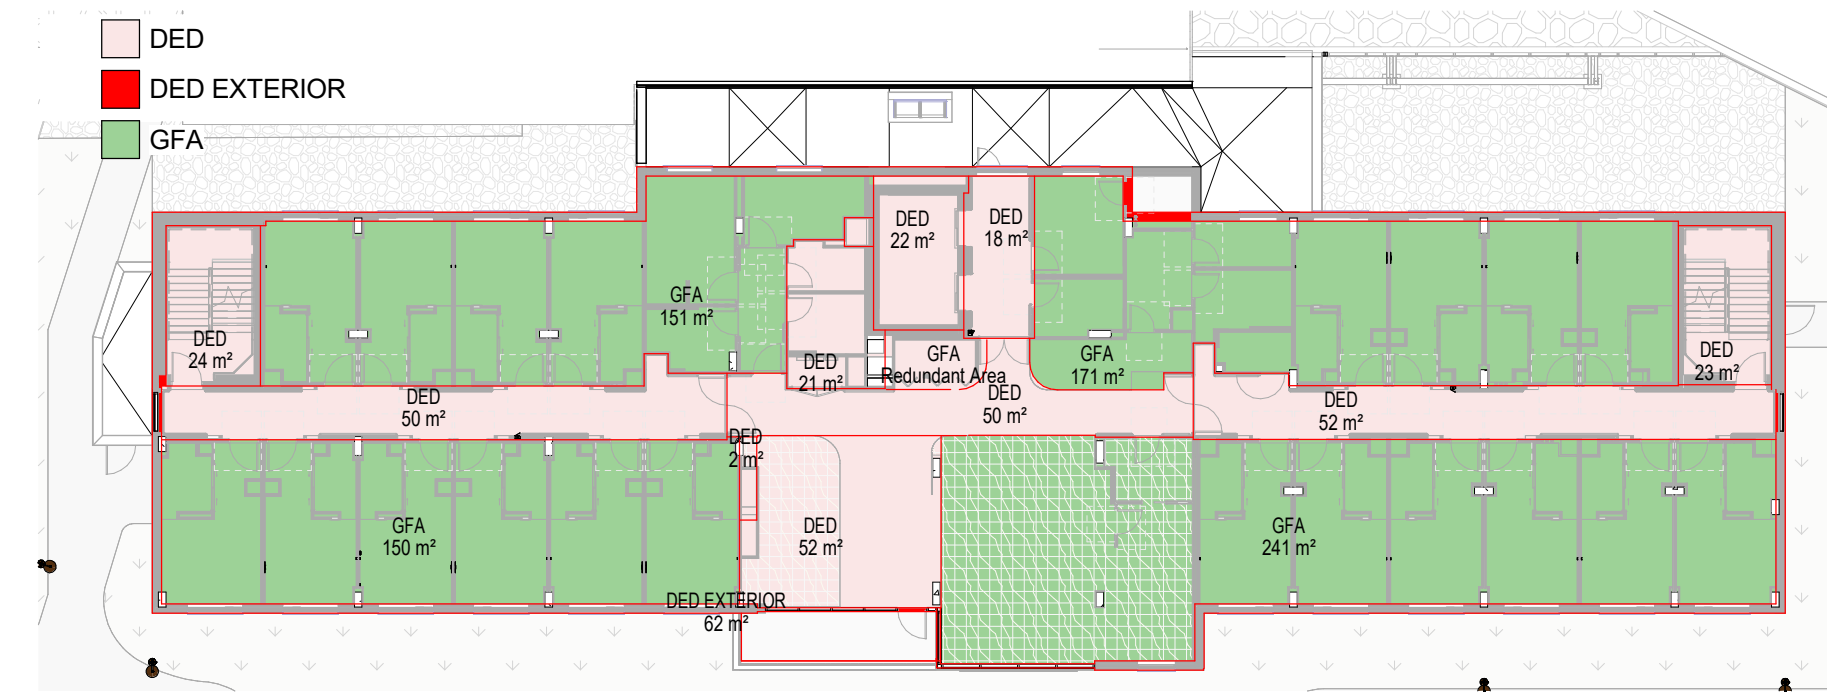 DED
DED EXTERIOR
GFA
DED
22 m²
DED
18 m²
GFA
151 m²
DED
24 m²
GFA
Redundant Area
GFA
171 m²
DED
21 m²
DED
23 m²
DED
50 m²
DED
50 m²
DED
52 m²
DED
2 m²
GFA
150 m²
DED
52 m²
GFA
241 m²
DED EXTERIOR
62 m²